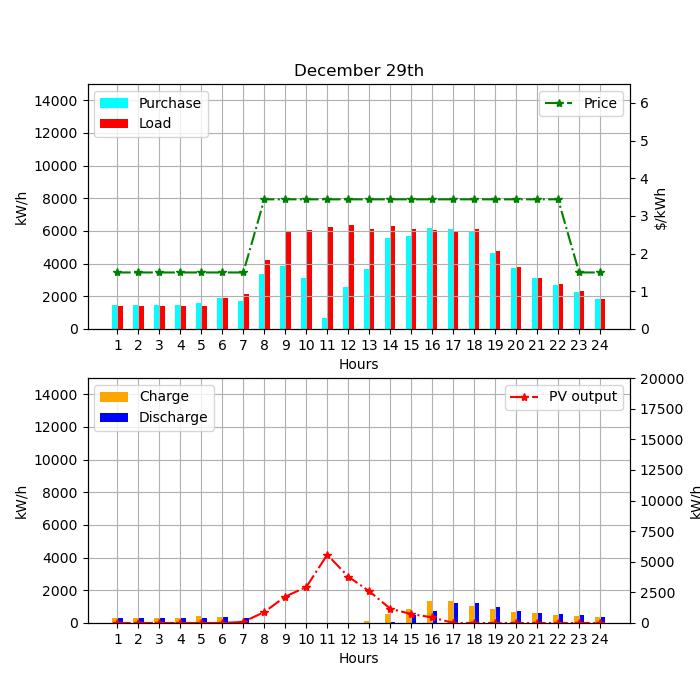 December 29th
14000
12000
10000
8000
6000
4000
2000
0
kW/h
Purchase
Load
Price
6
5
4
3
2
1
0
$/kWh
1 2 3 4 5 6 7 8 9 10 11 12 13 14 15 16 17 18 19 20 21 22 23 24
Hours
14000
12000
10000
8000
6000
4000
2000
0
kW/h
Charge
Discharge
PV output
20000
17500
15000
12500
10000
7500
5000
2500
0
kW/h
1 2 3 4 5 6 7 8 9 10 11 12 13 14 15 16 17 18 19 20 21 22 23 24
Hours